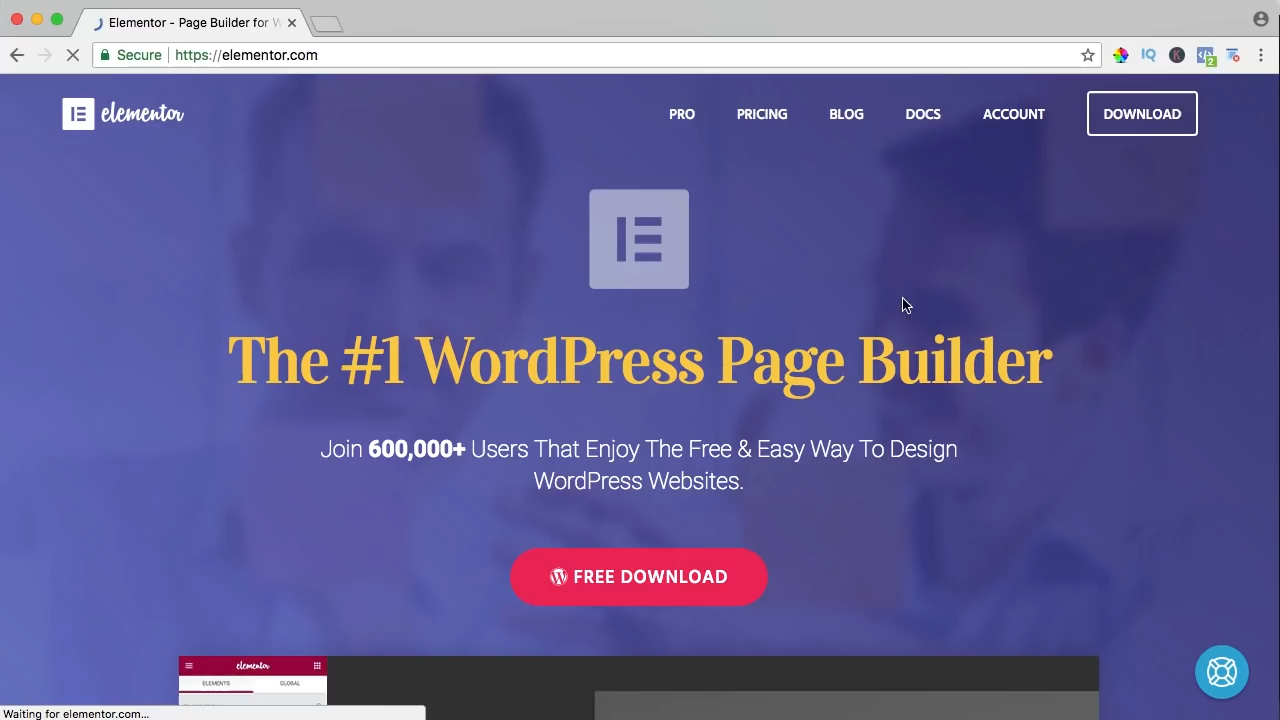 Elementor - Page Builder for W
Secure https://elementor.com
IQ
K
2
elementor
PRO PRICING BLOG DOCS ACCOUNT DOWNLOAD
The #1 WordPress Page Builder
Join 600,000+ Users That Enjoy The Free & Easy Way To Design
WordPress Websites.
FREE DOWNLOAD
elementor
ELEMENTS GLOBAL
Waiting for elementor.com...